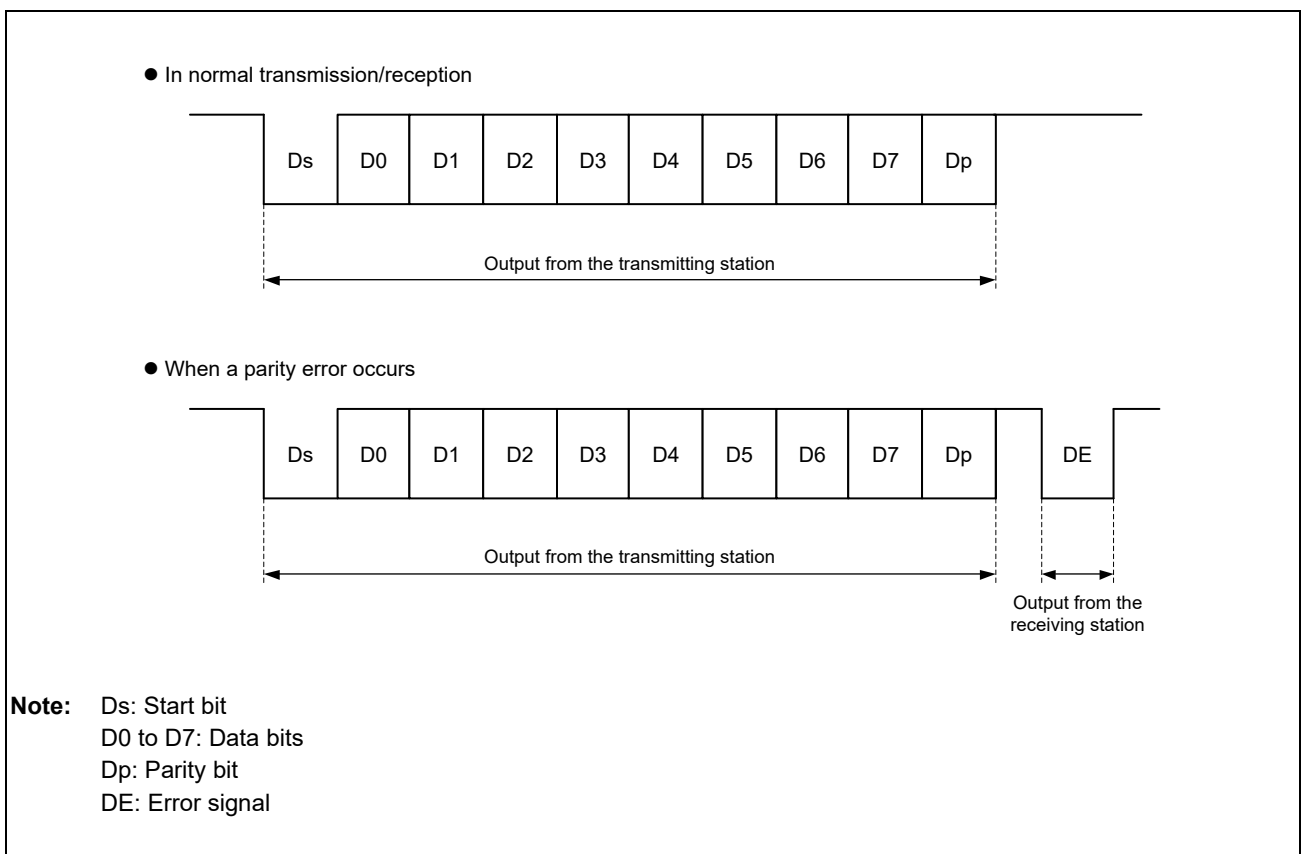 ● In normal transmission/reception
Ds D0 D1 D2 D3 D4 D5 D6 D7 Dp
Output from the transmitting station
● When a parity error occurs
Ds D0 D1 D2 D3 D4 D5 D6 D7 Dp DE
Output from the transmitting station
Output from the
receiving station
Note: Ds: Start bit
D0 to D7: Data bits
Dp: Parity bit
DE: Error signal